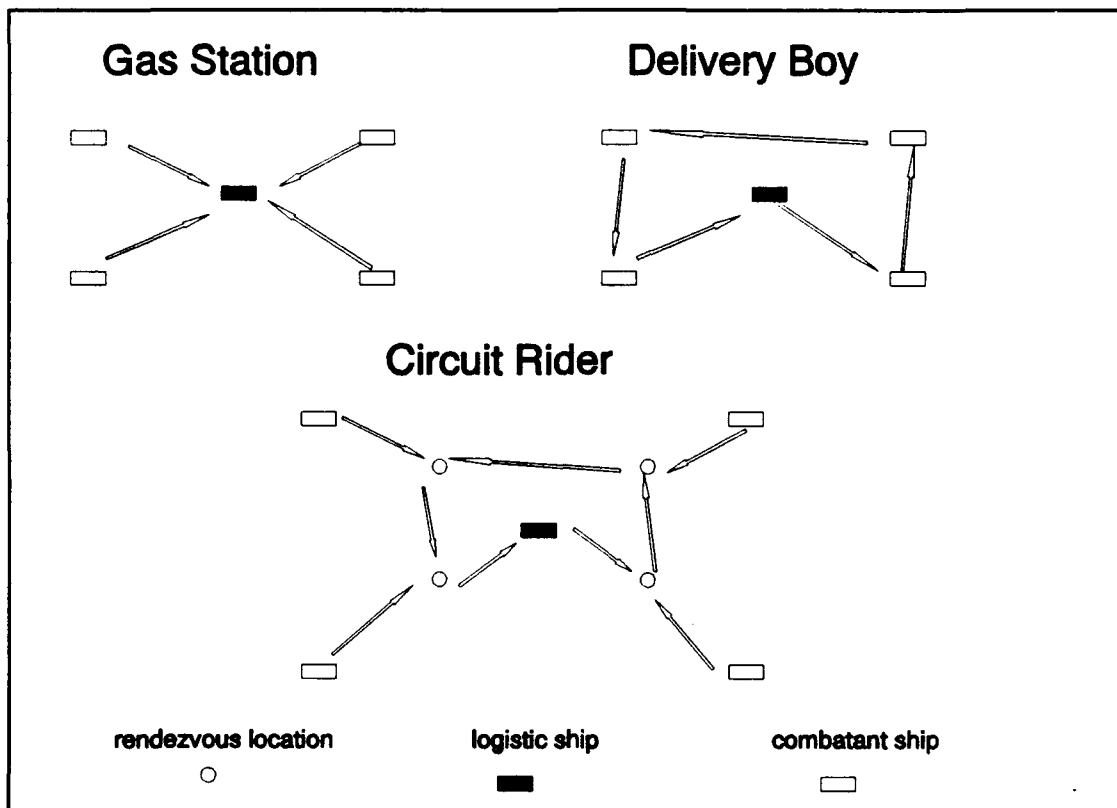 Gas Station
Delivery Boy
Circuit Rider
rendezvous location
logistic ship
combatant ship